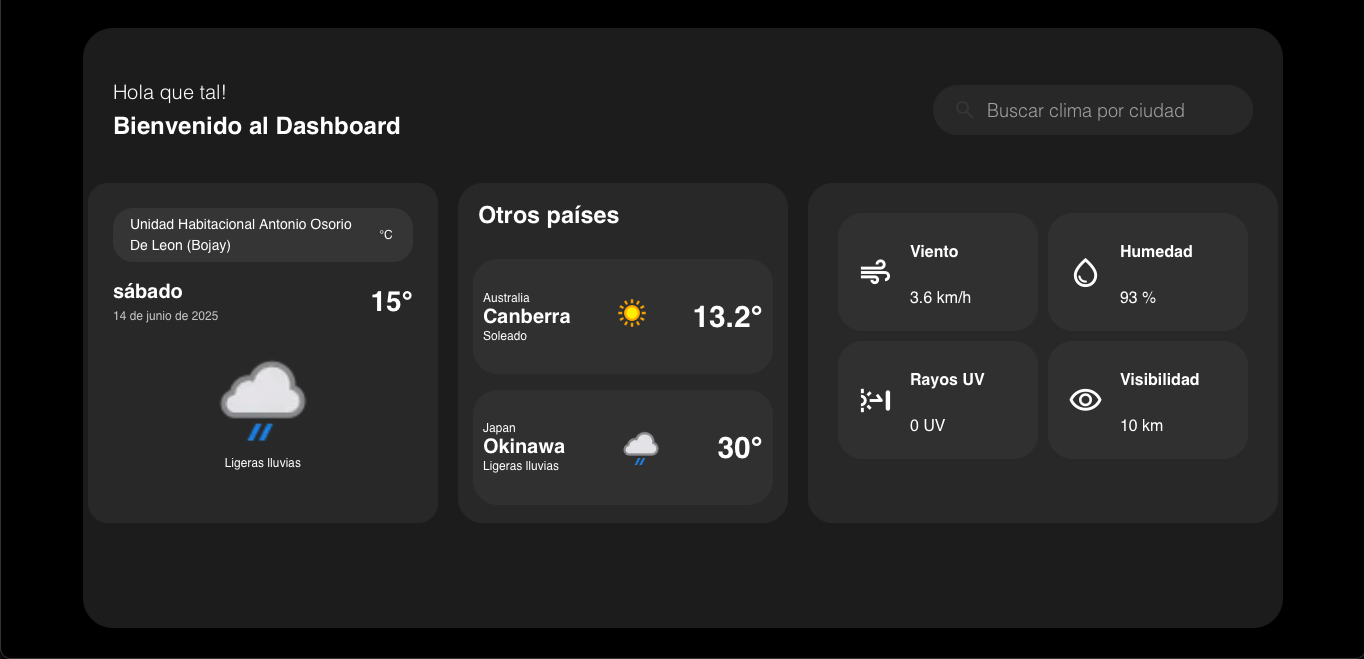 Hola que tal!
Bienvenido al Dashboard
Buscar clima por ciudad
Unidad Habitacional Antonio Osorio
De Leon (Bojay)
°C
sábado
14 de junio de 2025
15°
Ligeras lluvias
Otros países
Australia
Canberra
Soleado
13.2°
Japan
Okinawa
Ligeras lluvias
30°
Viento
3.6 km/h
Humedad
93 %
Rayos UV
0 UV
Visibilidad
10 km